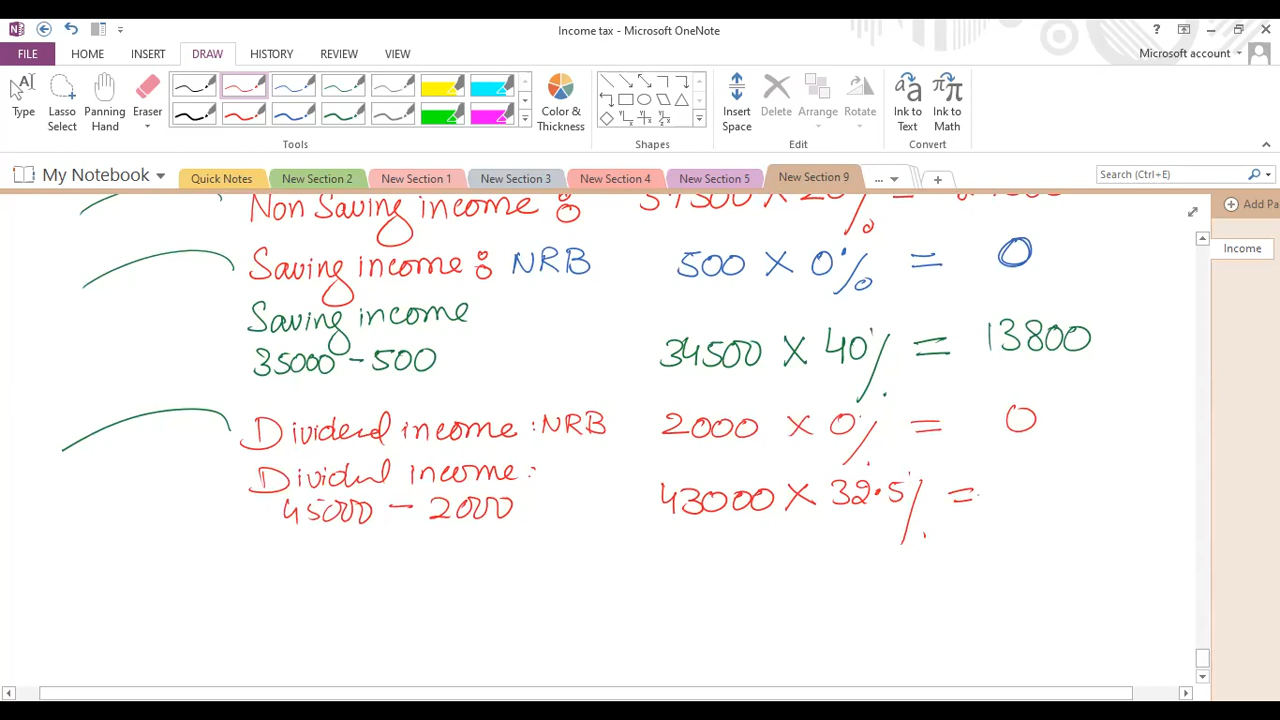 Income tax - Microsoft OneNote
?
FILE HOME INSERT DRAW HISTORY REVIEW VIEW
Microsoft account
Type Lasso Select Panning Hand Eraser
Color & Thickness
Insert Space Delete Arrange Rotate
Ink to Text Ink to Math
Tools Shapes Edit Convert
My Notebook Quick Notes New Section 2 New Section 1 New Section 3 New Section 4 New Section 5 New Section 9 ... +
Search (Ctrl+E)
Add Pa
Income
Non Saving income :
Saving income : NRB 500 X 0% = 0
Saving income
35000 - 500 34500 X 40% = 13800
Dividend income : NRB 2000 X 0% = 0
Dividend income :
45000 - 2000 43000 X 32.5% =